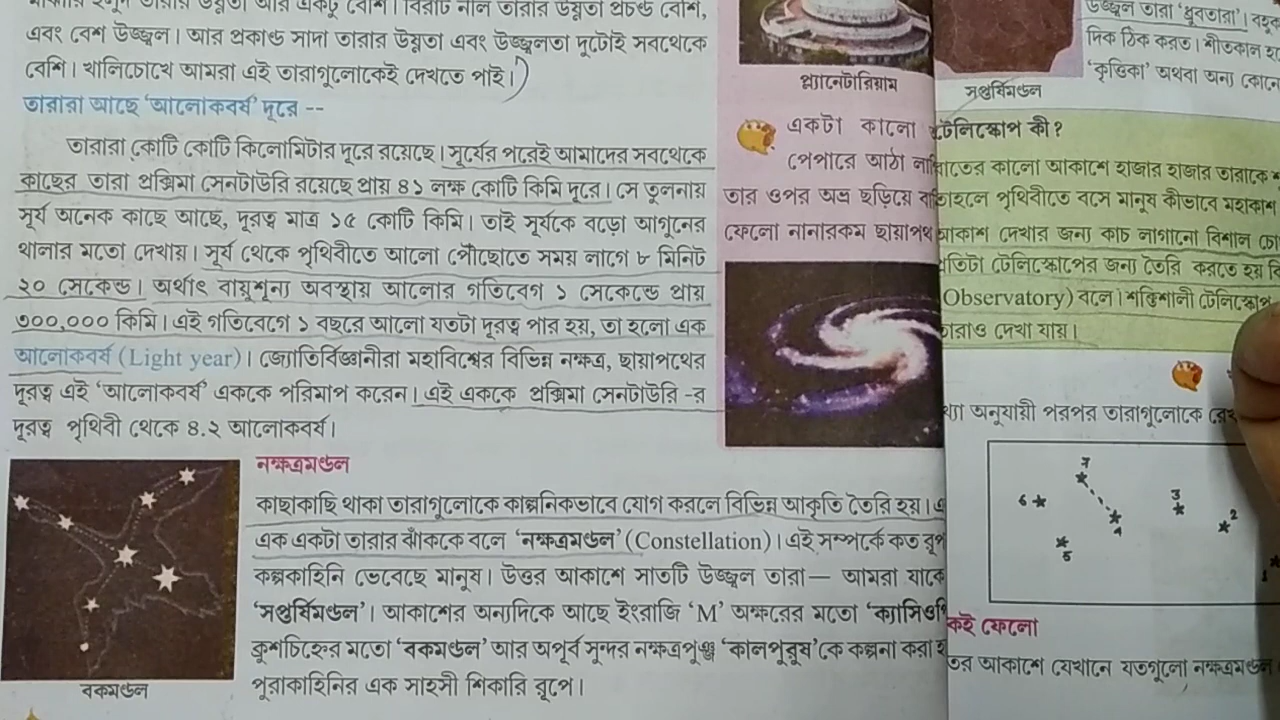 এবং বেশ উজ্জ্বল। আর প্রকাণ্ড সাদা তারার উষ্ণতা এবং উজ্জ্বলতা দুটোই সবথেকে
বেশি। খালিচোখে আমরা এই তারাগুলোকেই দেখতে পাই।
তারারা আছে ‘আলোকবর্ষ’ দূরে --
তারারা কোটি কোটি কিলোমিটার দূরে রয়েছে। সূর্যের পরেই আমাদের সবথেকে
কাছের তারা প্রক্সিমা সেনটাউরি রয়েছে প্রায় ৪১ লক্ষ কোটি কিমি দূরে। সে তুলনায়
সূর্য অনেক কাছে আছে, দূরত্ব মাত্র ১৫ কোটি কিমি। তাই সূর্যকে বড়ো আগুনের
থালার মতো দেখায়। সূর্য থেকে পৃথিবীতে আলো পৌঁছোতে সময় লাগে ৮ মিনিট
২০ সেকেন্ড। অর্থাৎ বায়ুশূন্য অবস্থায় আলোর গতিবেগ ১ সেকেন্ডে প্রায়
৩০০,০০০ কিমি। এই গতিবেগে ১ বছরে আলো যতটা দূরত্ব পার হয়, তা হলো এক
আলোকবর্ষ (Light year)। জ্যোতির্বিজ্ঞানীরা মহাবিশ্বের বিভিন্ন নক্ষত্র, ছায়াপথের
দূরত্ব এই ‘আলোকবর্ষ’ এককে পরিমাপ করেন। এই এককে প্রক্সিমা সেনটাউরি -র
দূরত্ব পৃথিবী থেকে ৪.২ আলোকবর্ষ।
নক্ষত্রমণ্ডল
কাছাকাছি থাকা তারাগুলোকে কাল্পনিকভাবে যোগ করলে বিভিন্ন আকৃতি তৈরি হয়।
এক একটা তারার ঝাঁককে বলে ‘নক্ষত্রমণ্ডল’ (Constellation)। এই সম্পর্কে কত
কল্পকাহিনি ভেবেছে মানুষ। উত্তর আকাশে সাতটি উজ্জ্বল তারা— আমরা যাকে
‘সপ্তর্ষিমণ্ডল’। আকাশের অন্যদিকে আছে ইংরাজি ‘M’ অক্ষরের মতো
ক্রুশচিহ্নের মতো ‘বকমণ্ডল’ আর অপূর্ব সুন্দর নক্ষত্রপুঞ্জ ‘কালপুরুষ’কে কল্পনা করা
পুরাকাহিনির এক সাহসী শিকারি রূপে।
বকমণ্ডল
প্ল্যানেটারিয়াম
একটা কালো
পেপারে আঠা
তার ওপর অভ্র ছড়িয়ে
ফেলো নানারকম ছায়াপথ
উজ্জ্বল তারা ‘ধ্রুবতারা’।
দিক ঠিক করত। শীতকাল
‘কৃত্তিকা’ অথবা অন্য
সপ্তর্ষিমণ্ডল
টেলিস্কোপ কী?
কালো আকাশে হাজার হাজার তারাকে
তাহলে পৃথিবীতে বসে মানুষ কীভাবে মহাকাশ
আকাশ দেখার জন্য কাচ লাগানো বিশাল
টেলিস্কোপের জন্য তৈরি করতে হয়
Observatory) বলে। শক্তিশালী টেলিস্কোপ
তারাও দেখা যায়।
অনুযায়ী পরপর তারাগুলোকে
7
6
3
2
4
5
ফেলো
আকাশে যেখানে যতগুলো নক্ষত্রমণ্ডল